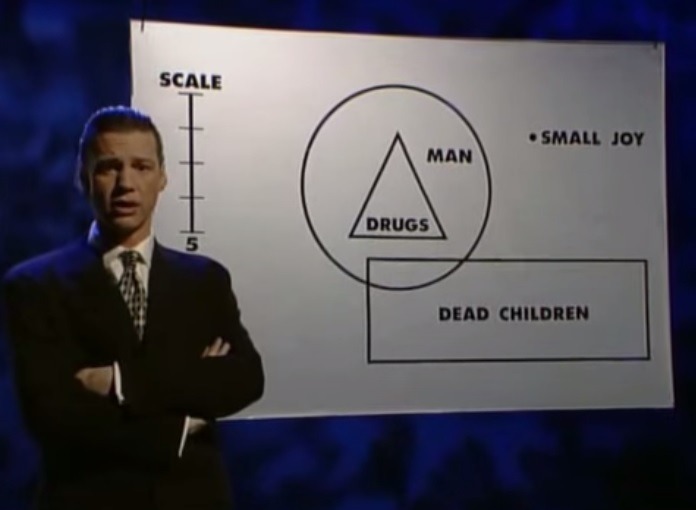 SCALE
5
MAN
DRUGS
• SMALL JOY
DEAD CHILDREN